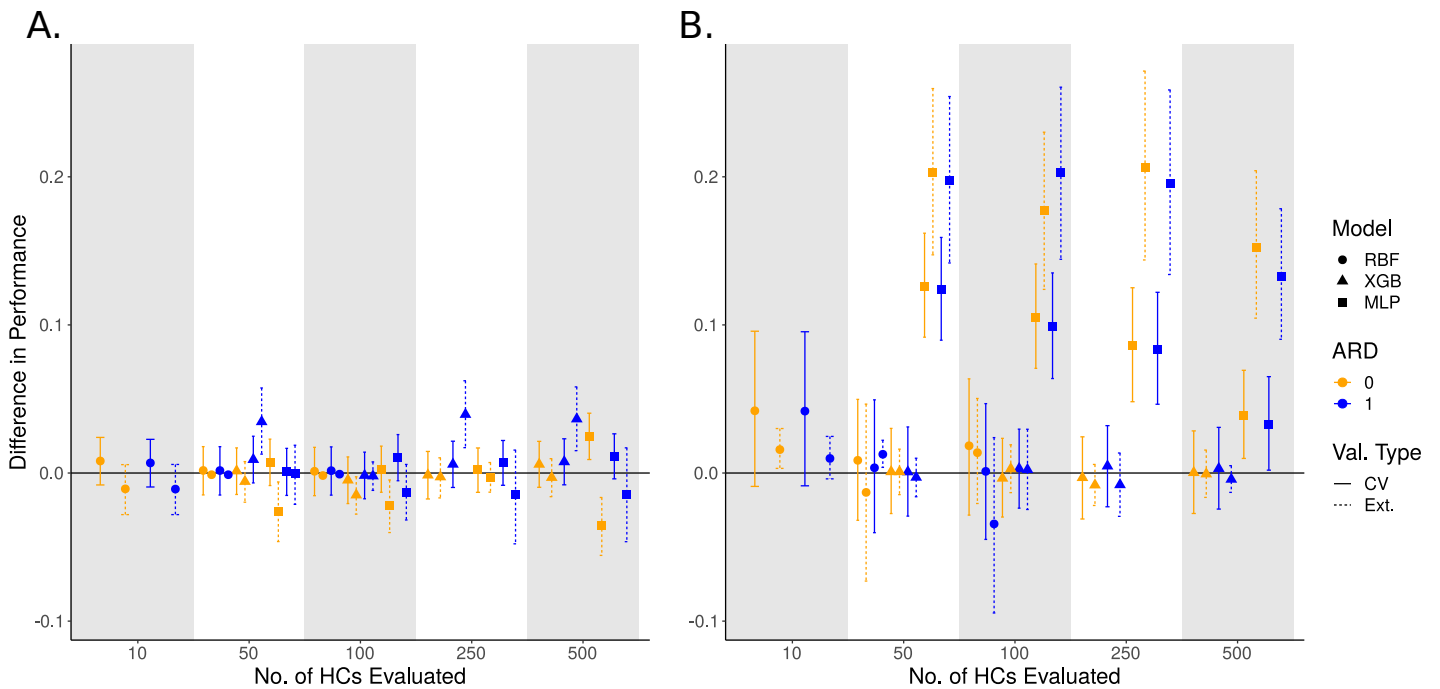 A.
B.
Difference in Performance
0.2
0.1
0.0
-0.1
10 50 100 250 500
No. of HCs Evaluated
0.2
0.1
0.0
-0.1
10 50 100 250 500
No. of HCs Evaluated
Model
RBF
XGB
MLP
ARD
0
1
Val. Type
CV
Ext.